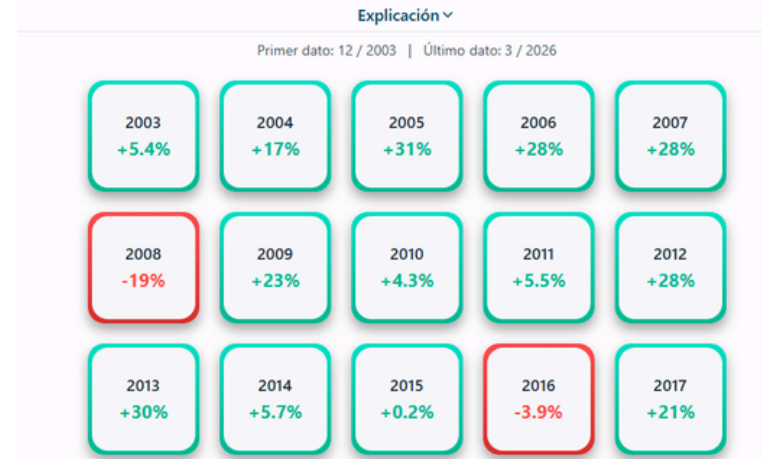 Explicación
Primer dato: 12 / 2003 | Último dato: 3 / 2026
2003 2004 2005 2006 2007
+5.4% +17% +31% +28% +28%
2008 2009 2010 2011 2012
-19% +23% +4.3% +5.5% +28%
2013 2014 2015 2016 2017
+30% +5.7% +0.2% -3.9% +21%